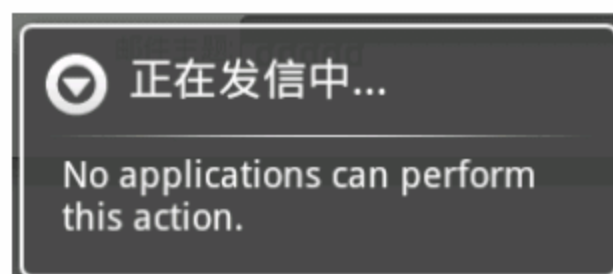 正在发信中...
No applications can perform
this action.